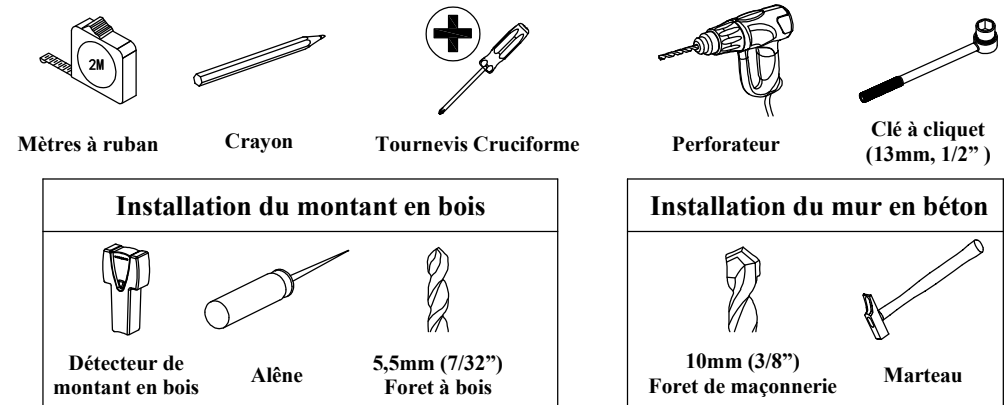 2M
Mètres à ruban
Crayon
Tournevis Cruciforme
Perforateur
Clé à cliquet
(13mm, 1/2” )
Installation du montant en bois
Détecteur de
montant en bois
Alêne
5,5mm (7/32”)
Foret à bois
Installation du mur en béton
10mm (3/8”)
Foret de maçonnerie
Marteau